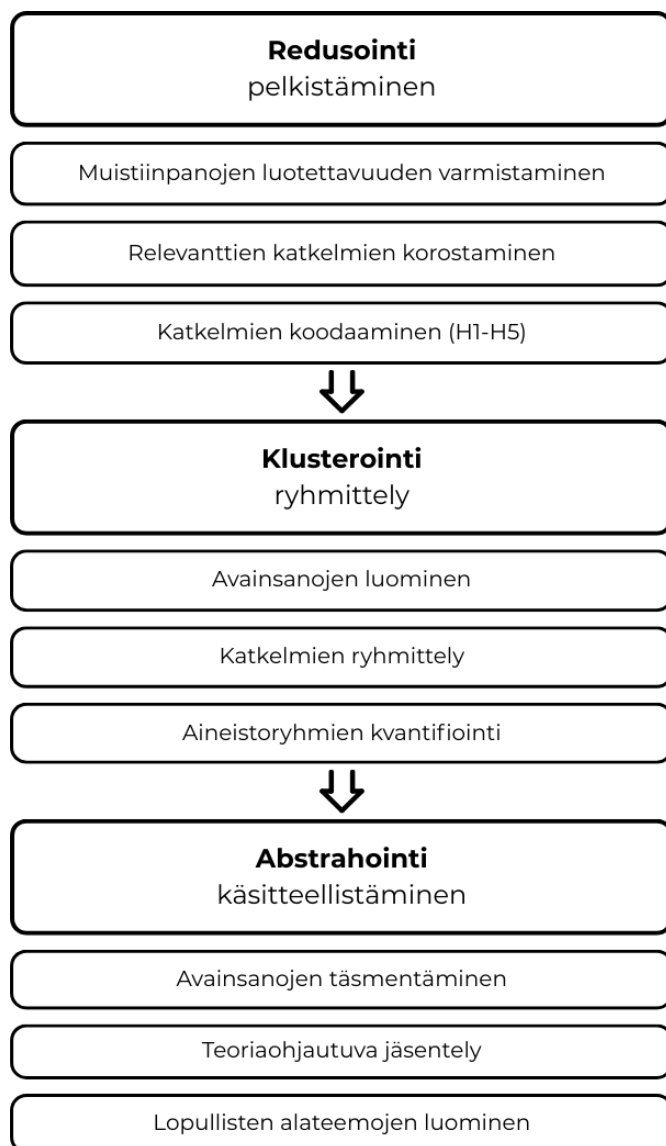 Redusointi
pelkistäminen
Muistiinpanojen luotettavuuden varmistaminen
Relevanttien katkelmien korostaminen
Katkelmien koodaaminen (H1-H5)
Klusterointi
ryhmittely
Avainsanojen luominen
Katkelmien ryhmittely
Aineistoryhmien kvantifiointi
Abstrahointi
käsitteellistäminen
Avainsanojen täsmentäminen
Teoriaohjautuva jäsentely
Lopullisten alateemojen luominen